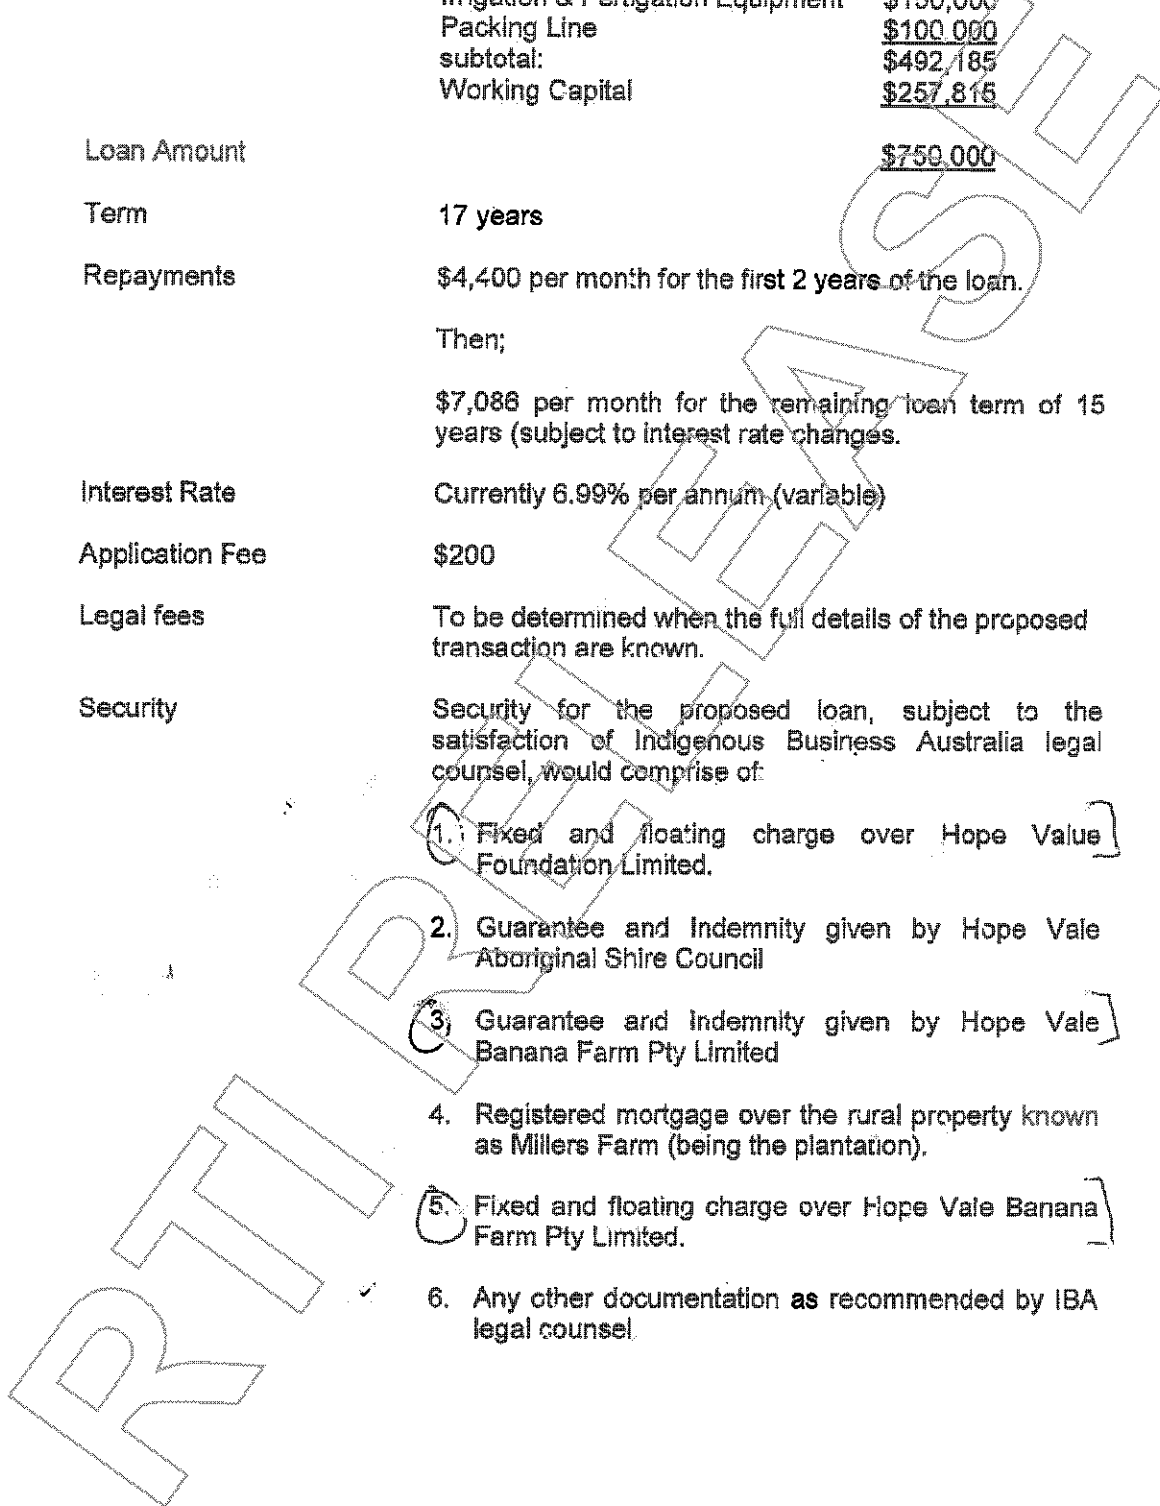 Irrigation & Fertigation Equipment $150,000
Packing Line $100,000
subtotal: $492,185
Working Capital $257,815
Loan Amount $750,000
Term 17 years
Repayments $4,400 per month for the first 2 years of the loan.
Then;
$7,086 per month for the remaining loan term of 15
years (subject to interest rate changes.
Interest Rate Currently 6.99% per annum (variable)
Application Fee $200
Legal fees To be determined when the full details of the proposed
transaction are known.
Security Security for the proposed loan, subject to the
satisfaction of Indigenous Business Australia legal
counsel, would comprise of:
1. Fixed and floating charge over Hope Value
Foundation Limited.
2. Guarantee and Indemnity given by Hope Vale
Aboriginal Shire Council
3 Guarantee and Indemnity given by Hope Vale
Banana Farm Pty Limited
4. Registered mortgage over the rural property known
as Millers Farm (being the plantation).
5. Fixed and floating charge over Hope Vale Banana
Farm Pty Limited.
6. Any other documentation as recommended by IBA
legal counsel
RTI RELEASE